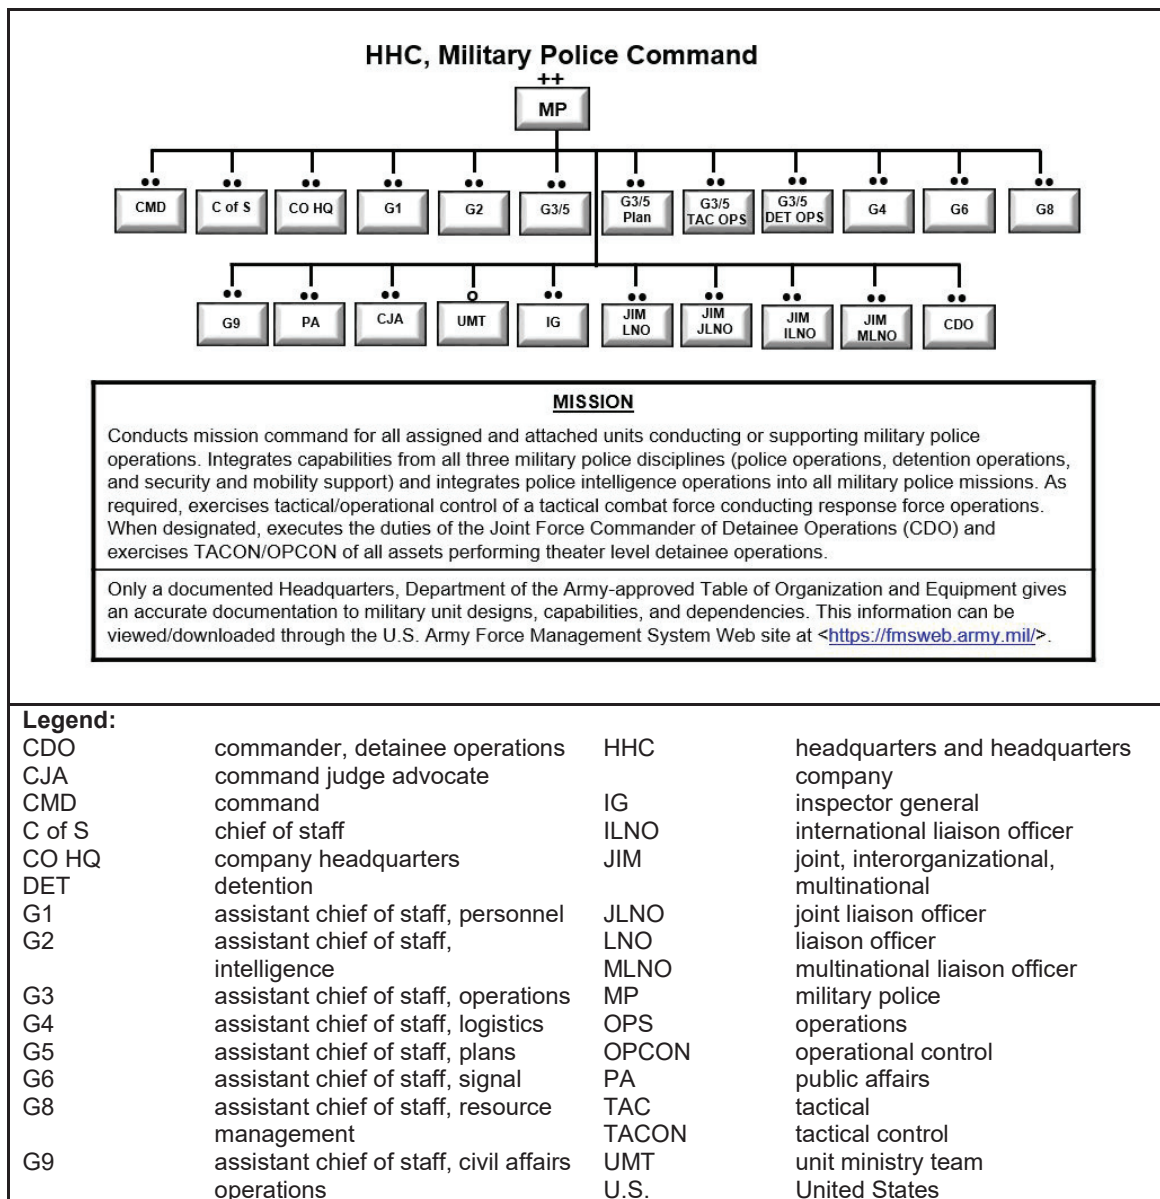 HHC, Military Police Command
++
MP
CMD
C of S
CO HQ
G1
G2
G3/5
G3/5
Plan
G3/5
TAC OPS
G3/5
DET OPS
G4
G6
G8
G9
PA
CJA
UMT
IG
JIM
LNO
JIM
JLNO
JIM
ILNO
JIM
MLNO
CDO
MISSION
Conducts mission command for all assigned and attached units conducting or supporting military police
operations. Integrates capabilities from all three military police disciplines (police operations, detention operations,
and security and mobility support) and integrates police intelligence operations into all military police missions. As
required, exercises tactical/operational control of a tactical combat force conducting response force operations.
When designated, executes the duties of the Joint Force Commander of Detainee Operations (CDO) and
exercises TACON/OPCON of all assets performing theater level detainee operations.
Only a documented Headquarters, Department of the Army-approved Table of Organization and Equipment gives
an accurate documentation to military unit designs, capabilities, and dependencies. This information can be
viewed/downloaded through the U.S. Army Force Management System Web site at <https://fmsweb.army.mil/>.
Legend:
CDO commander, detainee operations
CJA command judge advocate
CMD command
C of S chief of staff
CO HQ company headquarters
DET detention
G1 assistant chief of staff, personnel
G2 assistant chief of staff,
intelligence
G3 assistant chief of staff, operations
G4 assistant chief of staff, logistics
G5 assistant chief of staff, plans
G6 assistant chief of staff, signal
G8 assistant chief of staff, resource
management
G9 assistant chief of staff, civil affairs
operations
HHC headquarters and headquarters
company
IG inspector general
ILNO international liaison officer
JIM joint, interorganizational,
multinational
JLNO joint liaison officer
LNO liaison officer
MLNO multinational liaison officer
MP military police
OPS operations
OPCON operational control
PA public affairs
TAC tactical
TACON tactical control
UMT unit ministry team
U.S. United States